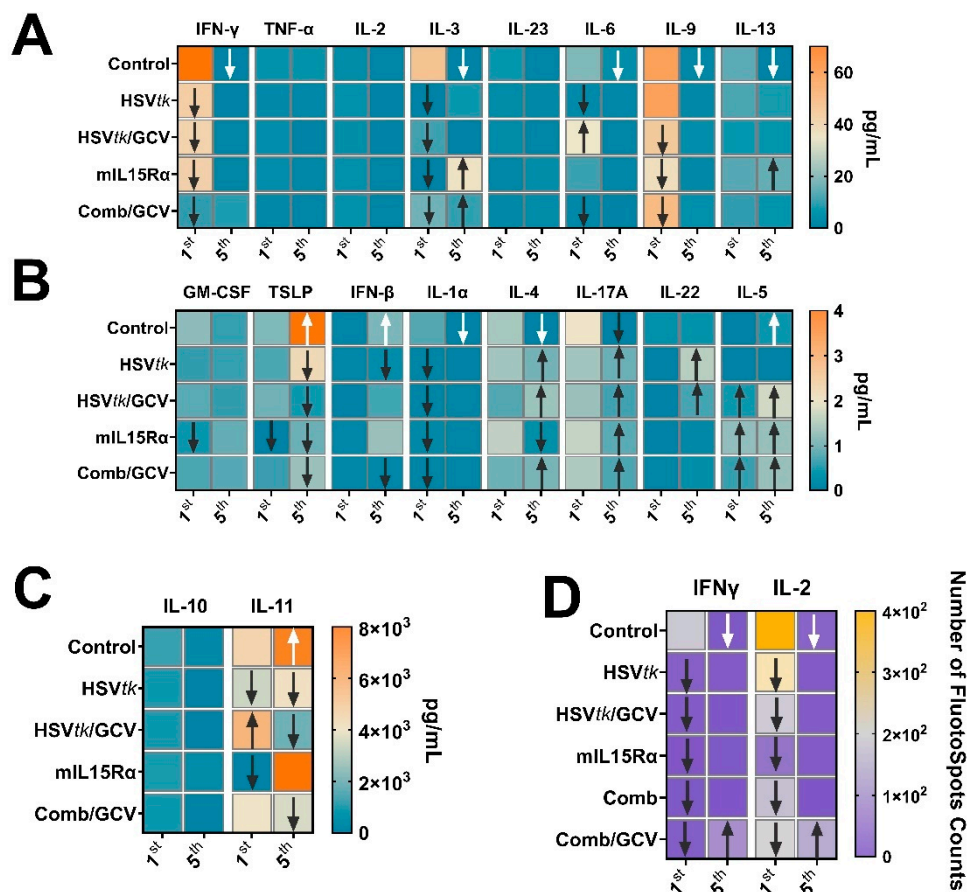 A
IFN-γ TNF-α IL-2 IL-3 IL-23 IL-6 IL-9 IL-13
Control
HSVtk
HSVtk/GCV
mIL15Rα
Comb/GCV
1st 5th 1st 5th 1st 5th 1st 5th 1st 5th 1st 5th 1st 5th 1st 5th
60
40
20
0
pg/mL
B
GM-CSF TSLP IFN-β IL-1α IL-4 IL-17A IL-22 IL-5
Control
HSVtk
HSVtk/GCV
mIL15Rα
Comb/GCV
1st 5th 1st 5th 1st 5th 1st 5th 1st 5th 1st 5th 1st 5th 1st 5th
4
3
2
1
0
pg/mL
C
IL-10 IL-11
Control
HSVtk
HSVtk/GCV
mIL15Rα
Comb/GCV
1st 5th 1st 5th
8×10³
6×10³
4×10³
2×10³
0
pg/mL
D
IFNγ IL-2
Control
HSVtk
HSVtk/GCV
mIL15Rα
Comb
Comb/GCV
1st 5th 1st 5th
4×10²
3×10²
2×10²
1×10²
0
Number of FluotoSpots Counts